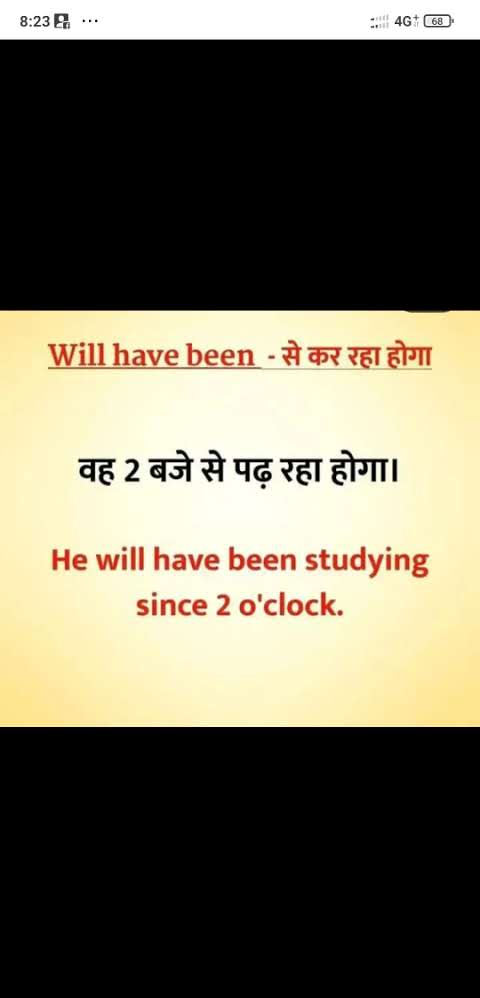 8:23 ... 4G+ 68
Will have been - से कर रहा होगा
वह 2 बजे से पढ़ रहा होगा।
He will have been studying
since 2 o'clock.